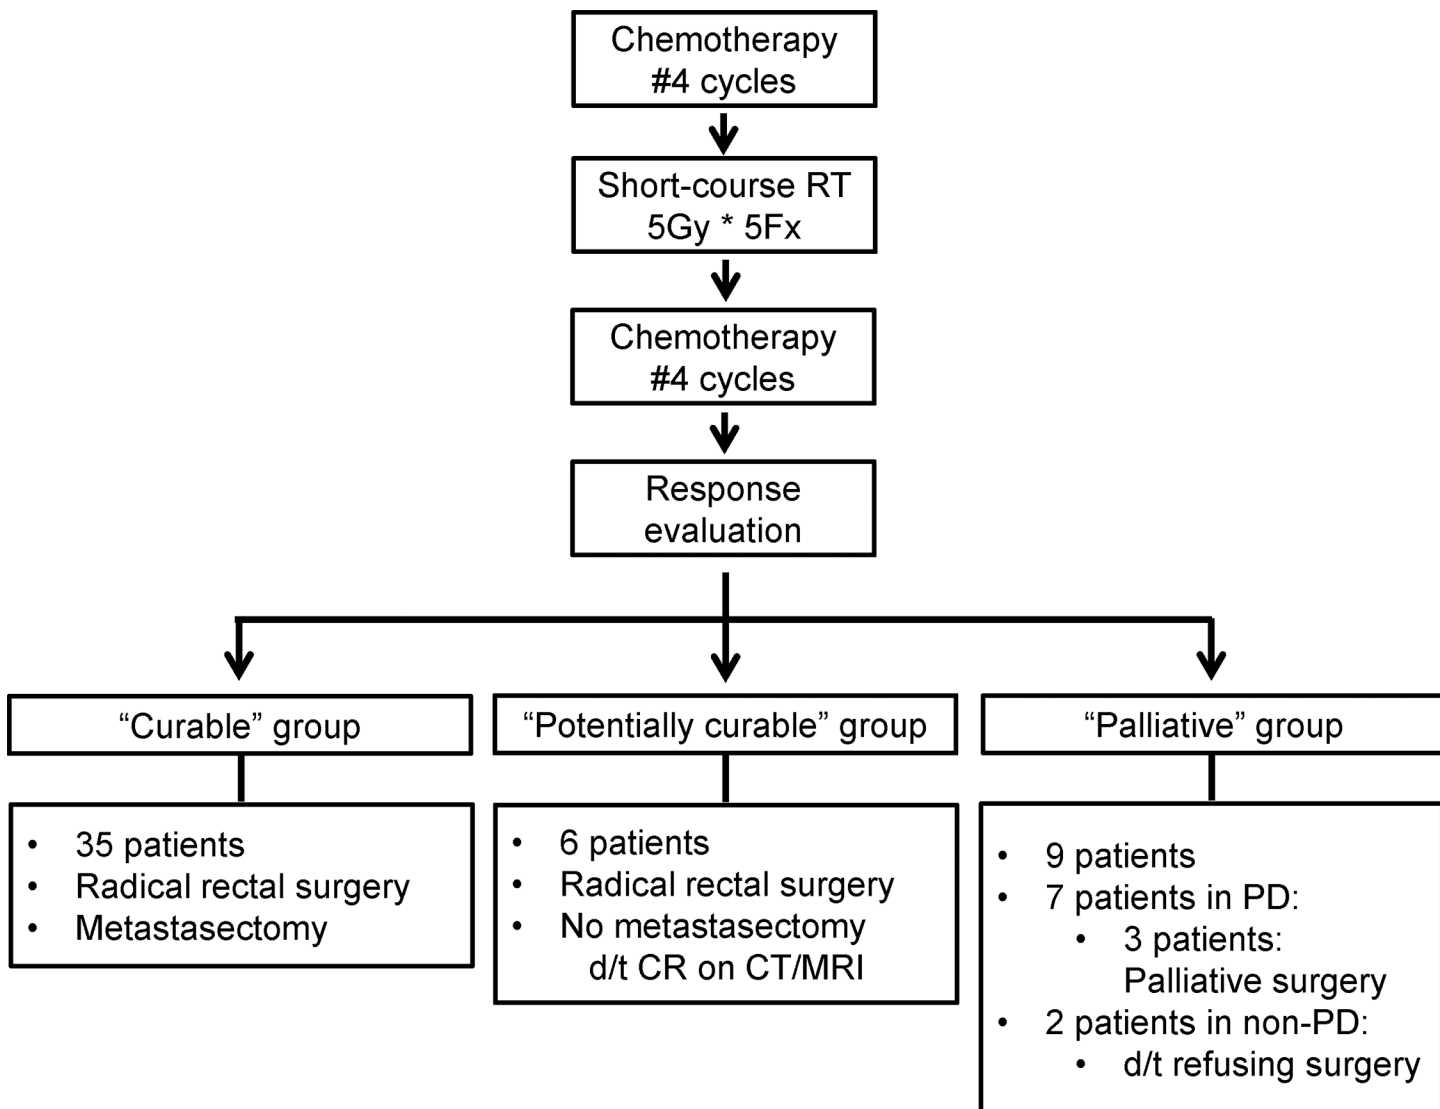 Chemotherapy
#4 cycles
Short-course RT
5Gy * 5Fx
Chemotherapy
#4 cycles
Response
evaluation
“Curable” group
• 35 patients
• Radical rectal surgery
• Metastasectomy
“Potentially curable” group
• 6 patients
• Radical rectal surgery
• No metastasectomy
d/t CR on CT/MRI
“Palliative” group
• 9 patients
• 7 patients in PD:
• 3 patients:
Palliative surgery
• 2 patients in non-PD:
• d/t refusing surgery